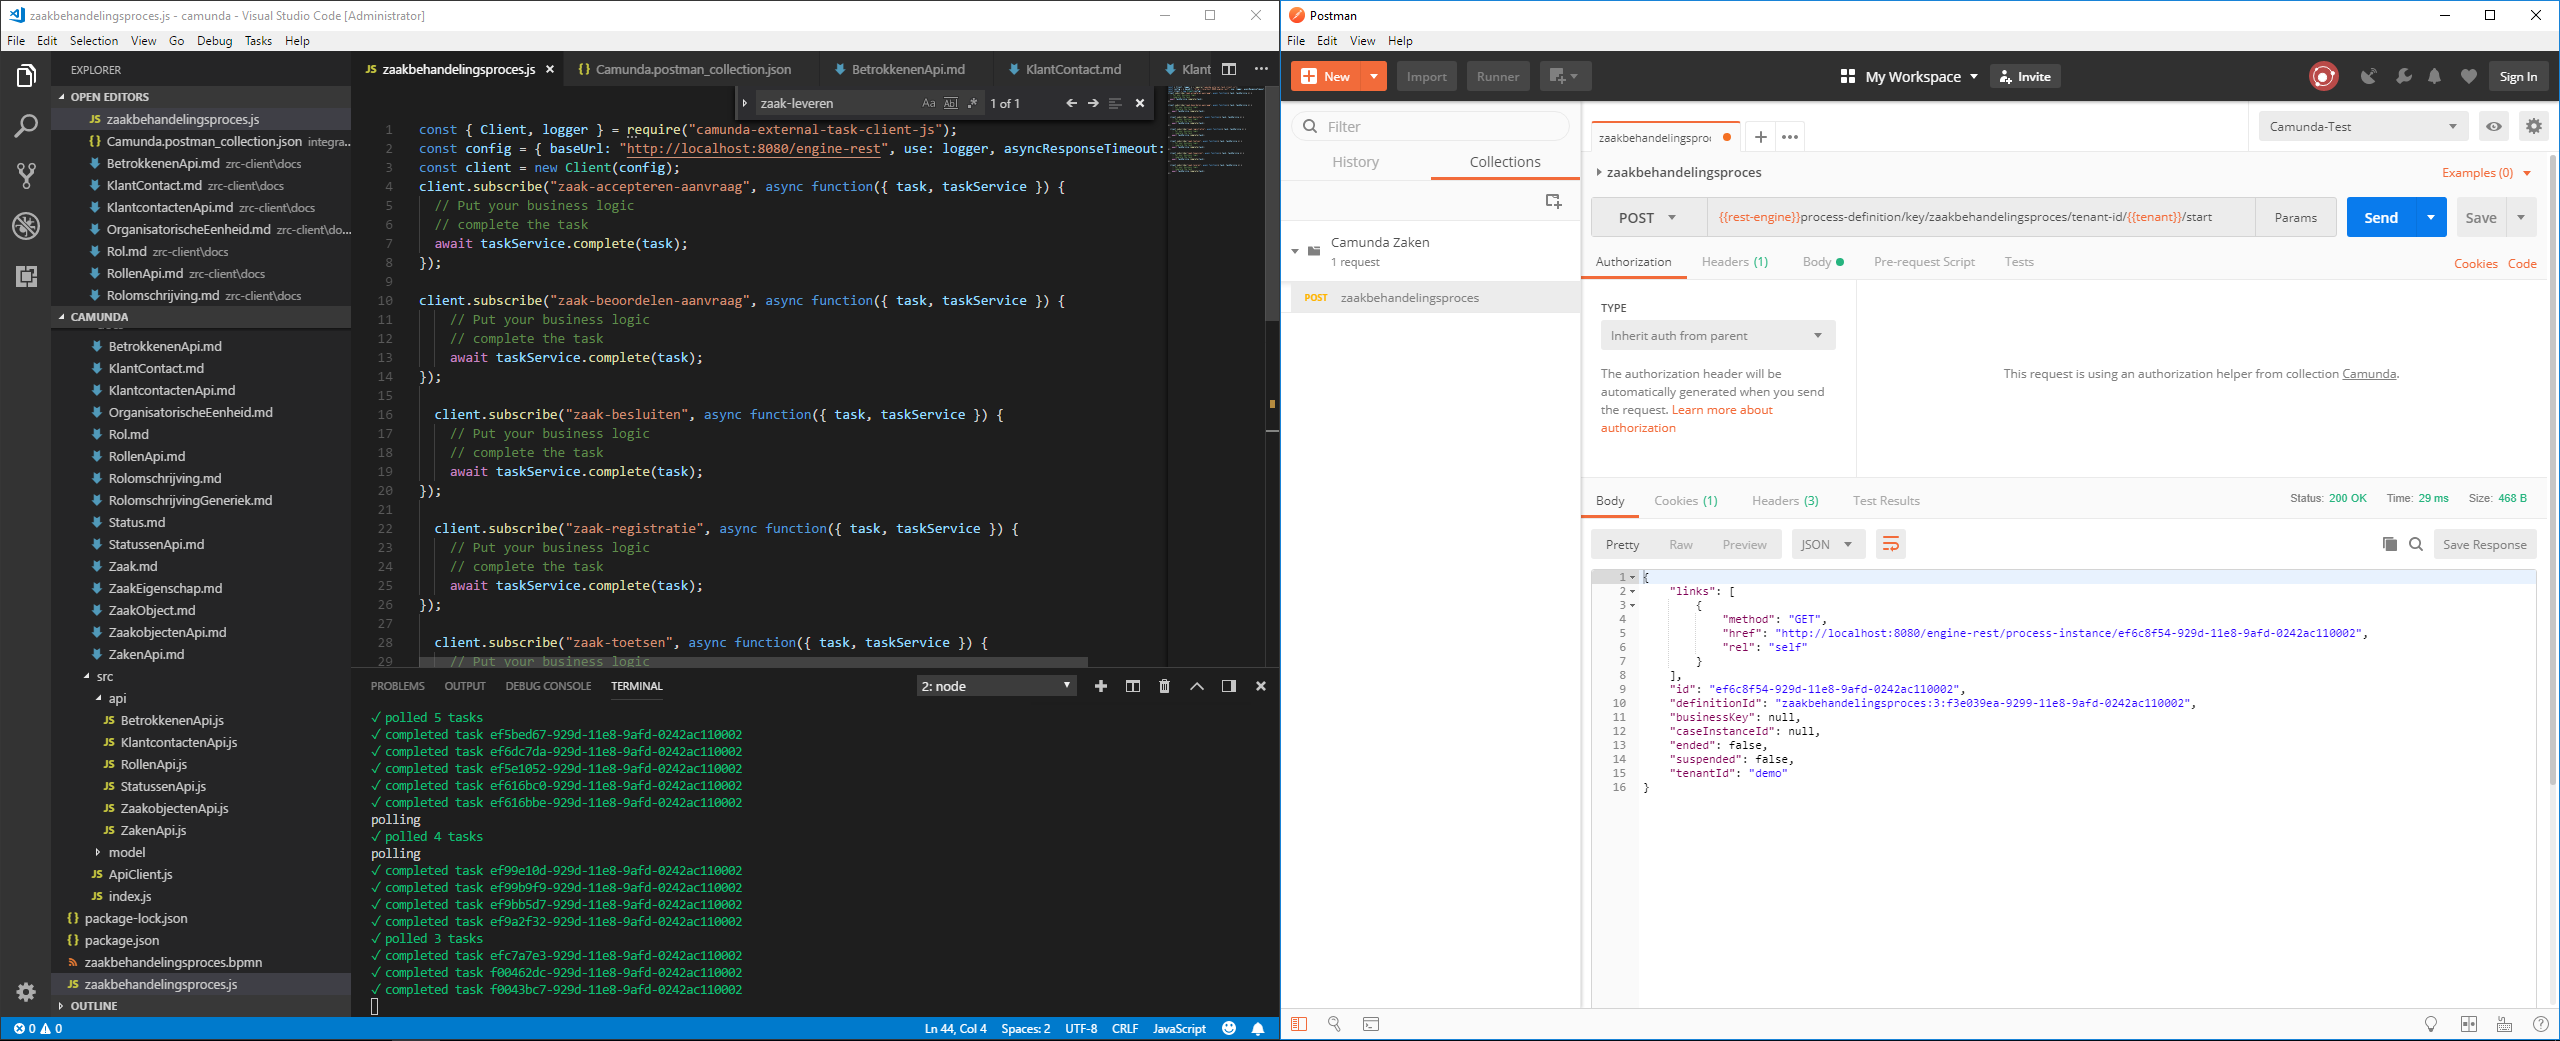 zaakbehandelingsproces.js - camunda - Visual Studio Code [Administrator]
File Edit Selection View Go Debug Tasks Help
EXPLORER
OPEN EDITORS
JS zaakbehandelingsproces.js
{} Camunda.postman_collection.json integra...
BetrokkenenApi.md zrc-client\docs
KlantContact.md zrc-client\docs
KlantcontactenApi.md zrc-client\docs
OrganisatorischeEenheid.md zrc-client\do...
Rol.md zrc-client\docs
RollenApi.md zrc-client\docs
Rolomschrijving.md zrc-client\docs
CAMUNDA
BetrokkenenApi.md
KlantContact.md
KlantcontactenApi.md
OrganisatorischeEenheid.md
Rol.md
RollenApi.md
Rolomschrijving.md
RolomschrijvingGeneriek.md
Status.md
StatussenApi.md
Zaak.md
ZaakEigenschap.md
ZaakObject.md
ZaakobjectenApi.md
ZakenApi.md
src
api
JS BetrokkenenApi.js
JS KlantcontactenApi.js
JS RollenApi.js
JS StatussenApi.js
JS ZaakobjectenApi.js
JS ZakenApi.js
model
JS ApiClient.js
JS index.js
{} package-lock.json
{} package.json
zaakbehandelingsproces.bpmn
JS zaakbehandelingsproces.js
OUTLINE
JS zaakbehandelingsproces.js {} Camunda.postman_collection.json BetrokkenenApi.md KlantContact.md Klant
zaak-leveren Aa Abl .* 1 of 1
1 const { Client, logger } = require("camunda-external-task-client-js");
2 const config = { baseUrl: "http://localhost:8080/engine-rest", use: logger, asyncResponseTimeout:
3 const client = new Client(config);
4 client.subscribe("zaak-accepteren-aanvraag", async function({ task, taskService }) {
5 // Put your business logic
6 // complete the task
7 await taskService.complete(task);
8 });
9
10 client.subscribe("zaak-beoordelen-aanvraag", async function({ task, taskService }) {
11 // Put your business logic
12 // complete the task
13 await taskService.complete(task);
14 });
15
16 client.subscribe("zaak-besluiten", async function({ task, taskService }) {
17 // Put your business logic
18 // complete the task
19 await taskService.complete(task);
20 });
21
22 client.subscribe("zaak-registratie", async function({ task, taskService }) {
23 // Put your business logic
24 // complete the task
25 await taskService.complete(task);
26 });
27
28 client.subscribe("zaak-toetsen", async function({ task, taskService }) {
29 // Put your business logic
PROBLEMS OUTPUT DEBUG CONSOLE TERMINAL 2: node
✓ polled 5 tasks
✓ completed task ef5bed67-929d-11e8-9afd-0242ac110002
✓ completed task ef6dc7da-929d-11e8-9afd-0242ac110002
✓ completed task ef5e1052-929d-11e8-9afd-0242ac110002
✓ completed task ef616bc0-929d-11e8-9afd-0242ac110002
✓ completed task ef616bbe-929d-11e8-9afd-0242ac110002
polling
✓ polled 4 tasks
polling
✓ completed task ef99e10d-929d-11e8-9afd-0242ac110002
✓ completed task ef99b9f9-929d-11e8-9afd-0242ac110002
✓ completed task ef9bb5d7-929d-11e8-9afd-0242ac110002
✓ completed task ef9a2f32-929d-11e8-9afd-0242ac110002
✓ polled 3 tasks
✓ completed task efc7a7e3-929d-11e8-9afd-0242ac110002
✓ completed task f00462dc-929d-11e8-9afd-0242ac110002
✓ completed task f0043bc7-929d-11e8-9afd-0242ac110002
0 0 Ln 44, Col 4 Spaces: 2 UTF-8 CRLF JavaScript
Postman
File Edit View Help
New Import Runner My Workspace Invite Sign In
Filter
History Collections
Camunda Zaken
1 request
POST zaakbehandelingsproces
zaakbehandelingsproc
Camunda-Test
zaakbehandelingsproces Examples (0)
POST {{rest-engine}}process-definition/key/zaakbehandelingsproces/tenant-id/{{tenant}}/start Params Send Save
Authorization Headers (1) Body Pre-request Script Tests Cookies Code
TYPE
Inherit auth from parent
The authorization header will be
automatically generated when you send
the request. Learn more about
authorization
This request is using an authorization helper from collection Camunda.
Body Cookies (1) Headers (3) Test Results Status: 200 OK Time: 29 ms Size: 468 B
Pretty Raw Preview JSON Save Response
1 {
2 "links": [
3 {
4 "method": "GET",
5 "href": "http://localhost:8080/engine-rest/process-instance/ef6c8f54-929d-11e8-9afd-0242ac110002",
6 "rel": "self"
7 }
8 ],
9 "id": "ef6c8f54-929d-11e8-9afd-0242ac110002",
10 "definitionId": "zaakbehandelingsproces:3:f3e039ea-9299-11e8-9afd-0242ac110002",
11 "businessKey": null,
12 "caseInstanceId": null,
13 "ended": false,
14 "suspended": false,
15 "tenantId": "demo"
16 }